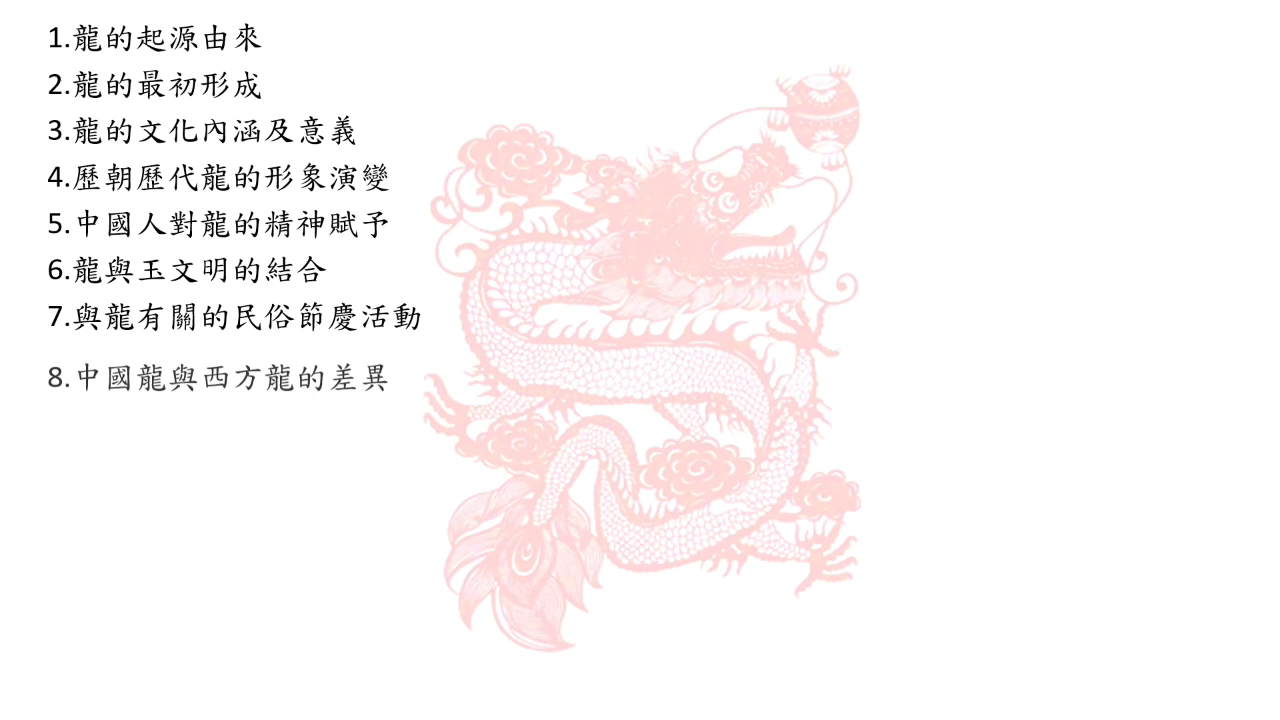 1.龍的起源由來
2.龍的最初形成
3.龍的文化內涵及意義
4.歷朝歷代龍的形象演變
5.中國人對龍的精神賦予
6.龍與玉文明的結合
7.與龍有關的民俗節慶活動
8.中國龍與西方龍的差異